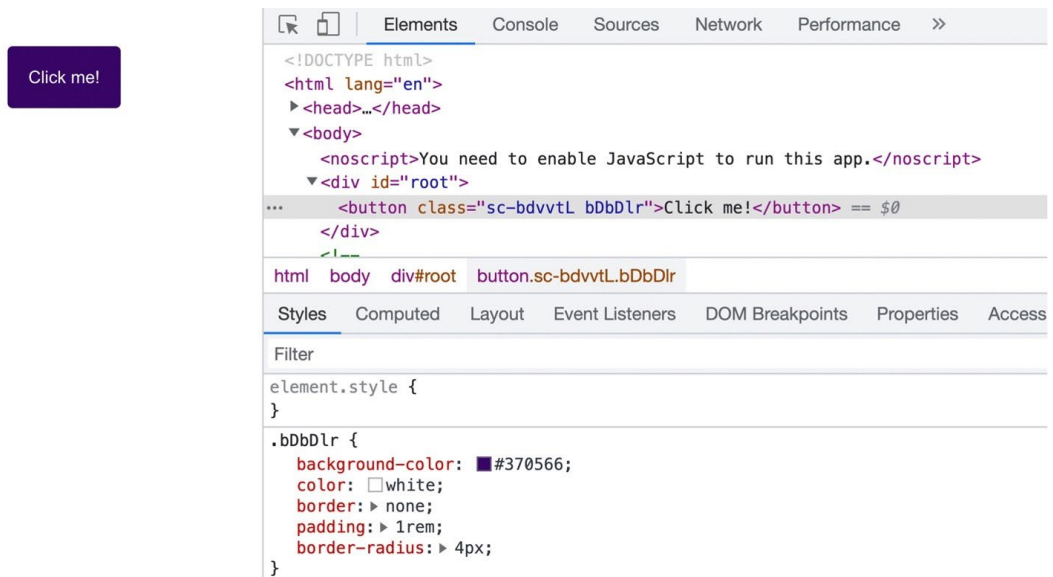 Click me!
Elements Console Sources Network Performance »
<!DOCTYPE html>
<html lang="en">
<head>…</head>
<body>
<noscript>You need to enable JavaScript to run this app.</noscript>
<div id="root">
<button class="sc-bdvvtL bDbDlr">Click me!</button> == $0
</div>
<!--
html body div#root button.sc-bdvvtL.bDbDlr
Styles Computed Layout Event Listeners DOM Breakpoints Properties Access
Filter
element.style {
}
.bDbDlr {
background-color: #370566;
color: white;
border: none;
padding: 1rem;
border-radius: 4px;
}